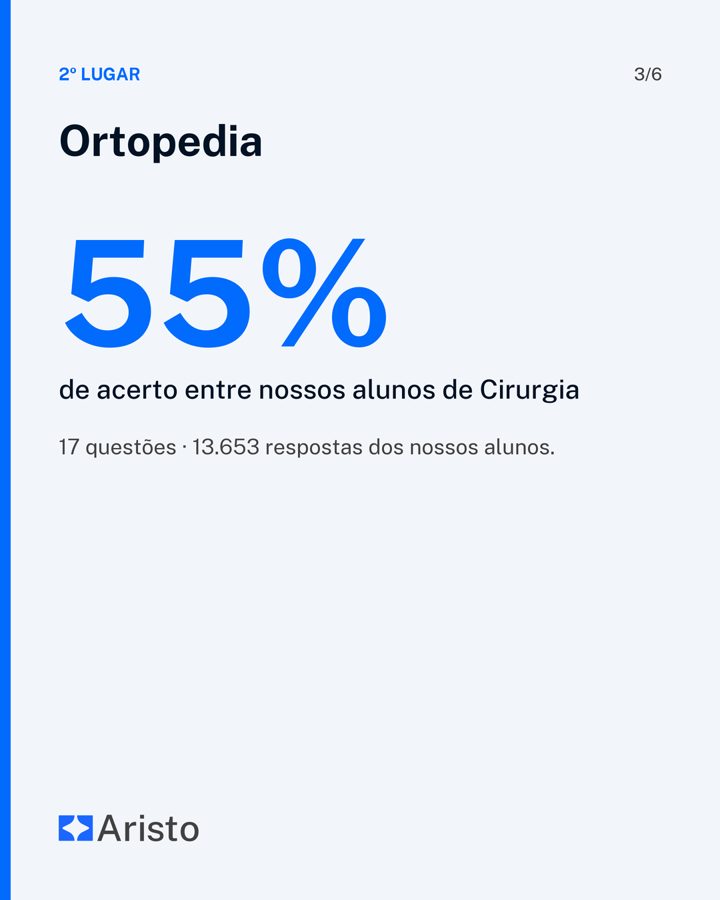 2º LUGAR
3/6
Ortopedia
55%
de acerto entre nossos alunos de Cirurgia
17 questões · 13.653 respostas dos nossos alunos.
Aristo